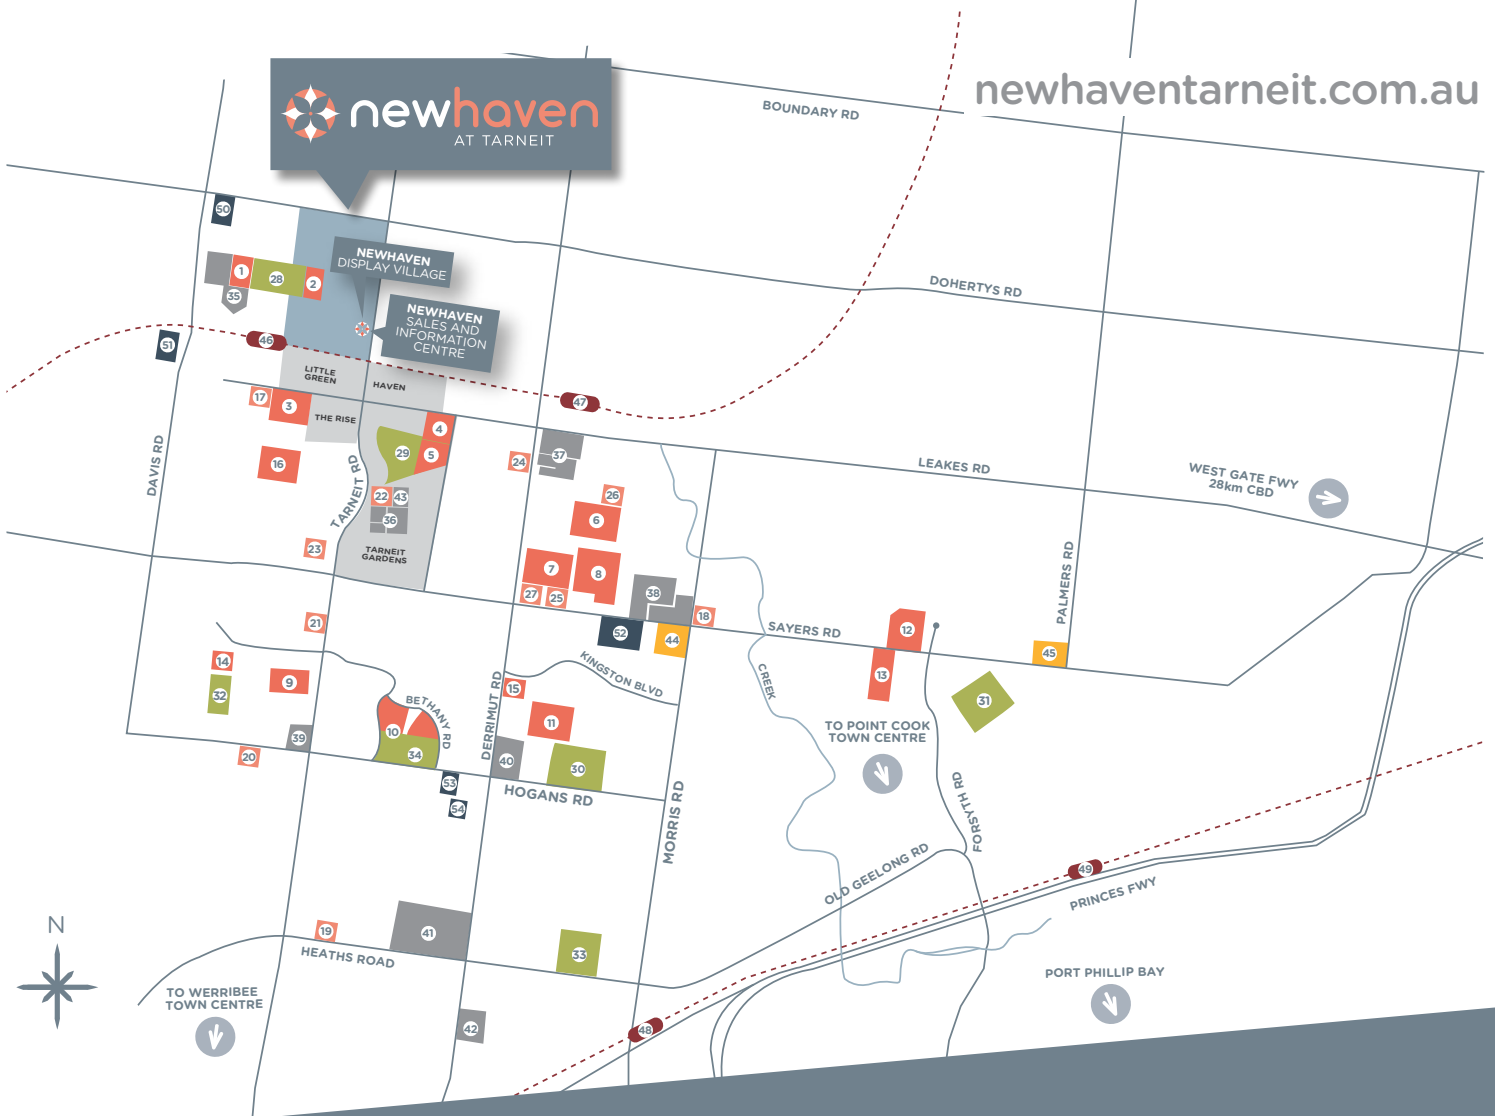 newhaven
AT TARNEIT
newhaventarneit.com.au
BOUNDARY RD
50
NEWHAVEN
DISPLAY VILLAGE
1
28
2
35
DOHERTYS RD
NEWHAVEN
SALES AND
INFORMATION
CENTRE
51
46
LITTLE
GREEN
HAVEN
17
3
THE RISE
47
4
5
29
24
37
16
DAVIS RD
TARNEIT RD
22
43
36
26
6
LEAKES RD
WEST GATE FWY
28km CBD
23
TARNEIT
GARDENS
7
8
27
25
38
18
PALMERS RD
21
52
44
SAYERS RD
12
45
14
9
32
KINGSTON BLVD
CREEK
13
31
15
BETHANY RD
10
34
DERRIMUT RD
11
TO POINT COOK
TOWN CENTRE
39
20
40
30
53
54
HOGANS RD
MORRIS RD
FORSYTH RD
OLD GEELONG RD
49
PRINCES FWY
N
19
41
33
HEATHS ROAD
TO WERRIBEE
TOWN CENTRE
PORT PHILLIP BAY
42
48